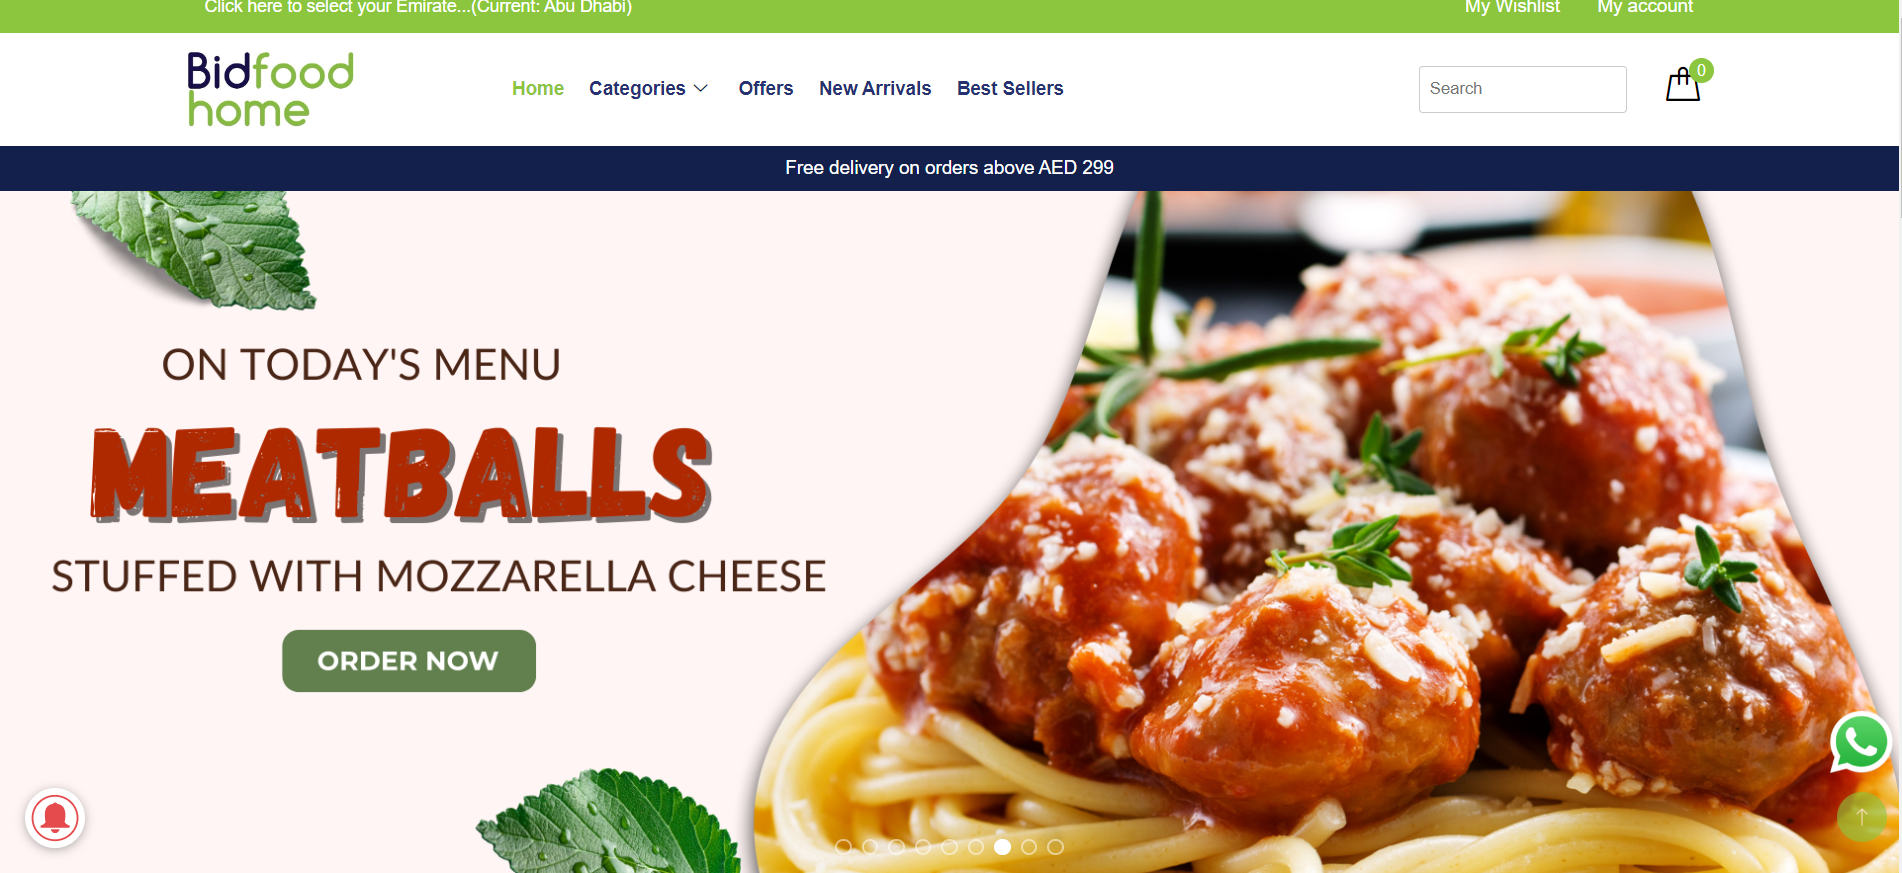 Click here to select your Emirate...(Current: Abu Dhabi)
My Wishlist
My account
Bidfood
home
Home
Categories
Offers
New Arrivals
Best Sellers
Search
0
Free delivery on orders above AED 299
ON TODAY'S MENU
MEATBALLS
STUFFED WITH MOZZARELLA CHEESE
ORDER NOW